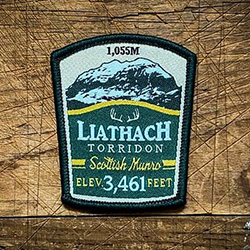 1,055M
LIATHACH
TORRIDON
Scottish Munro
ELEV. 3,461 FEET